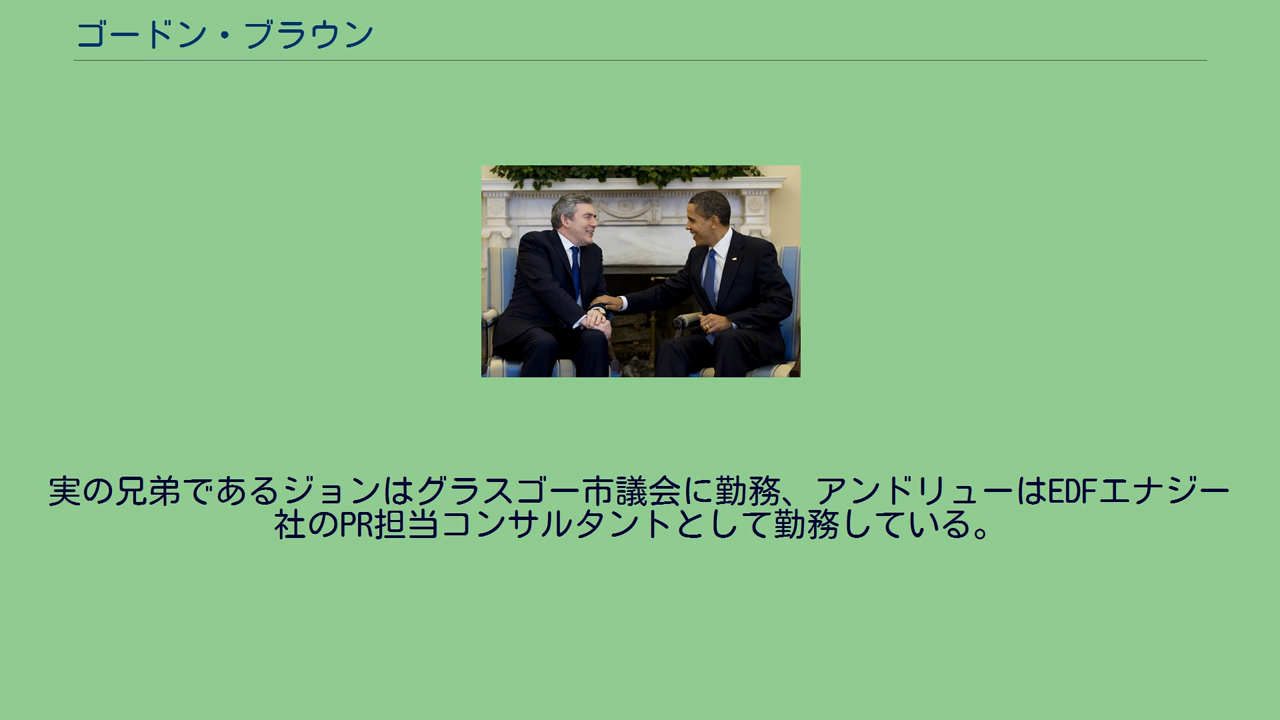 ゴードン・ブラウン
実の兄弟であるジョンはグラスゴー市議会に勤務、アンドリューはEDFエナジー
社のPR担当コンサルタントとして勤務している。